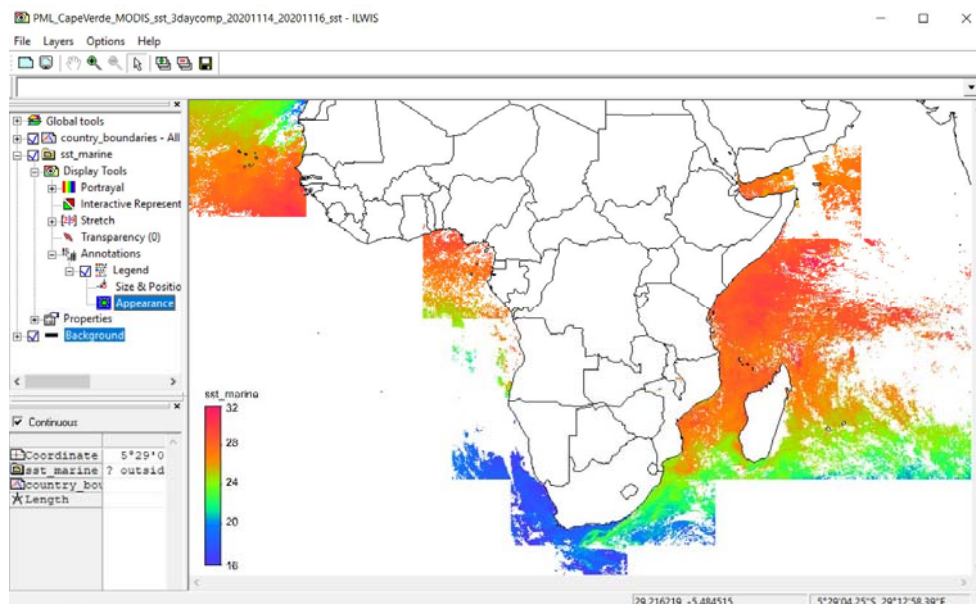 PML_CapeVerde_MODIS_sst_3daycomp_20201114_20201116_sst - ILWIS
File Layers Options Help
Global tools
country_boundaries - All
sst_marine
Display Tools
Portrayal
Interactive Represent
Stretch
Transparency (0)
Annotations
Legend
Size & Positio
Appearance
Properties
Background
Continuous
Coordinate 5°29'0
sst_marine ? outsid
country_bou
Length
sst_marine
32
28
24
20
16
29.216219, -5.484515
5°29'04.25"S, 29°12'58.39"E